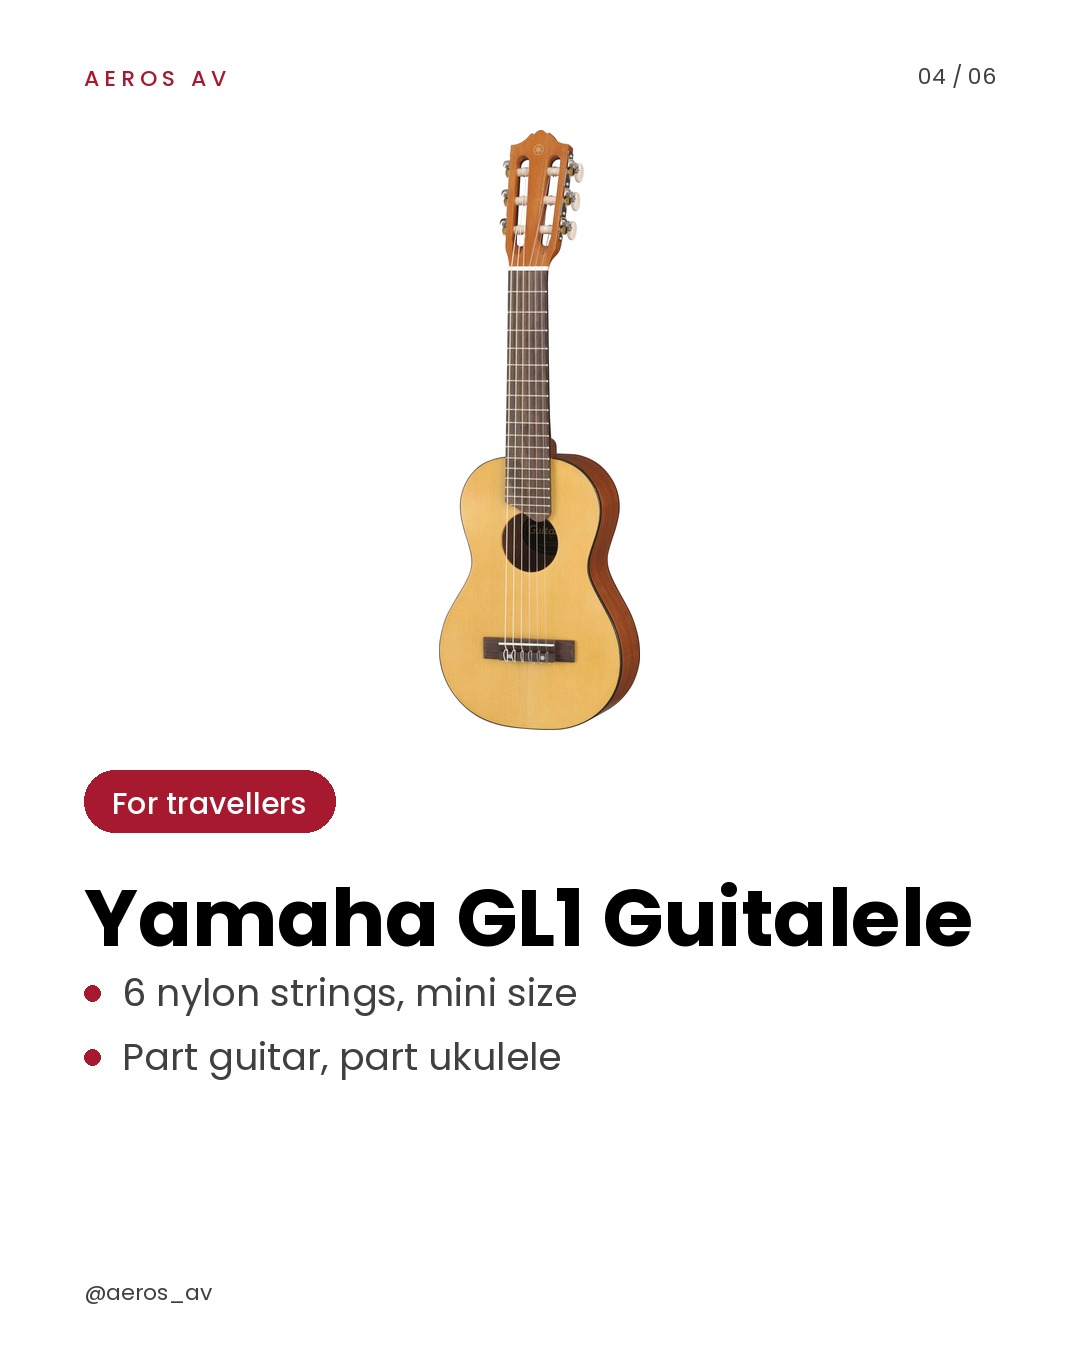 AEROS AV
04 / 06
For travellers
Yamaha GL1 Guitalele
6 nylon strings, mini size
Part guitar, part ukulele
@aeros_av